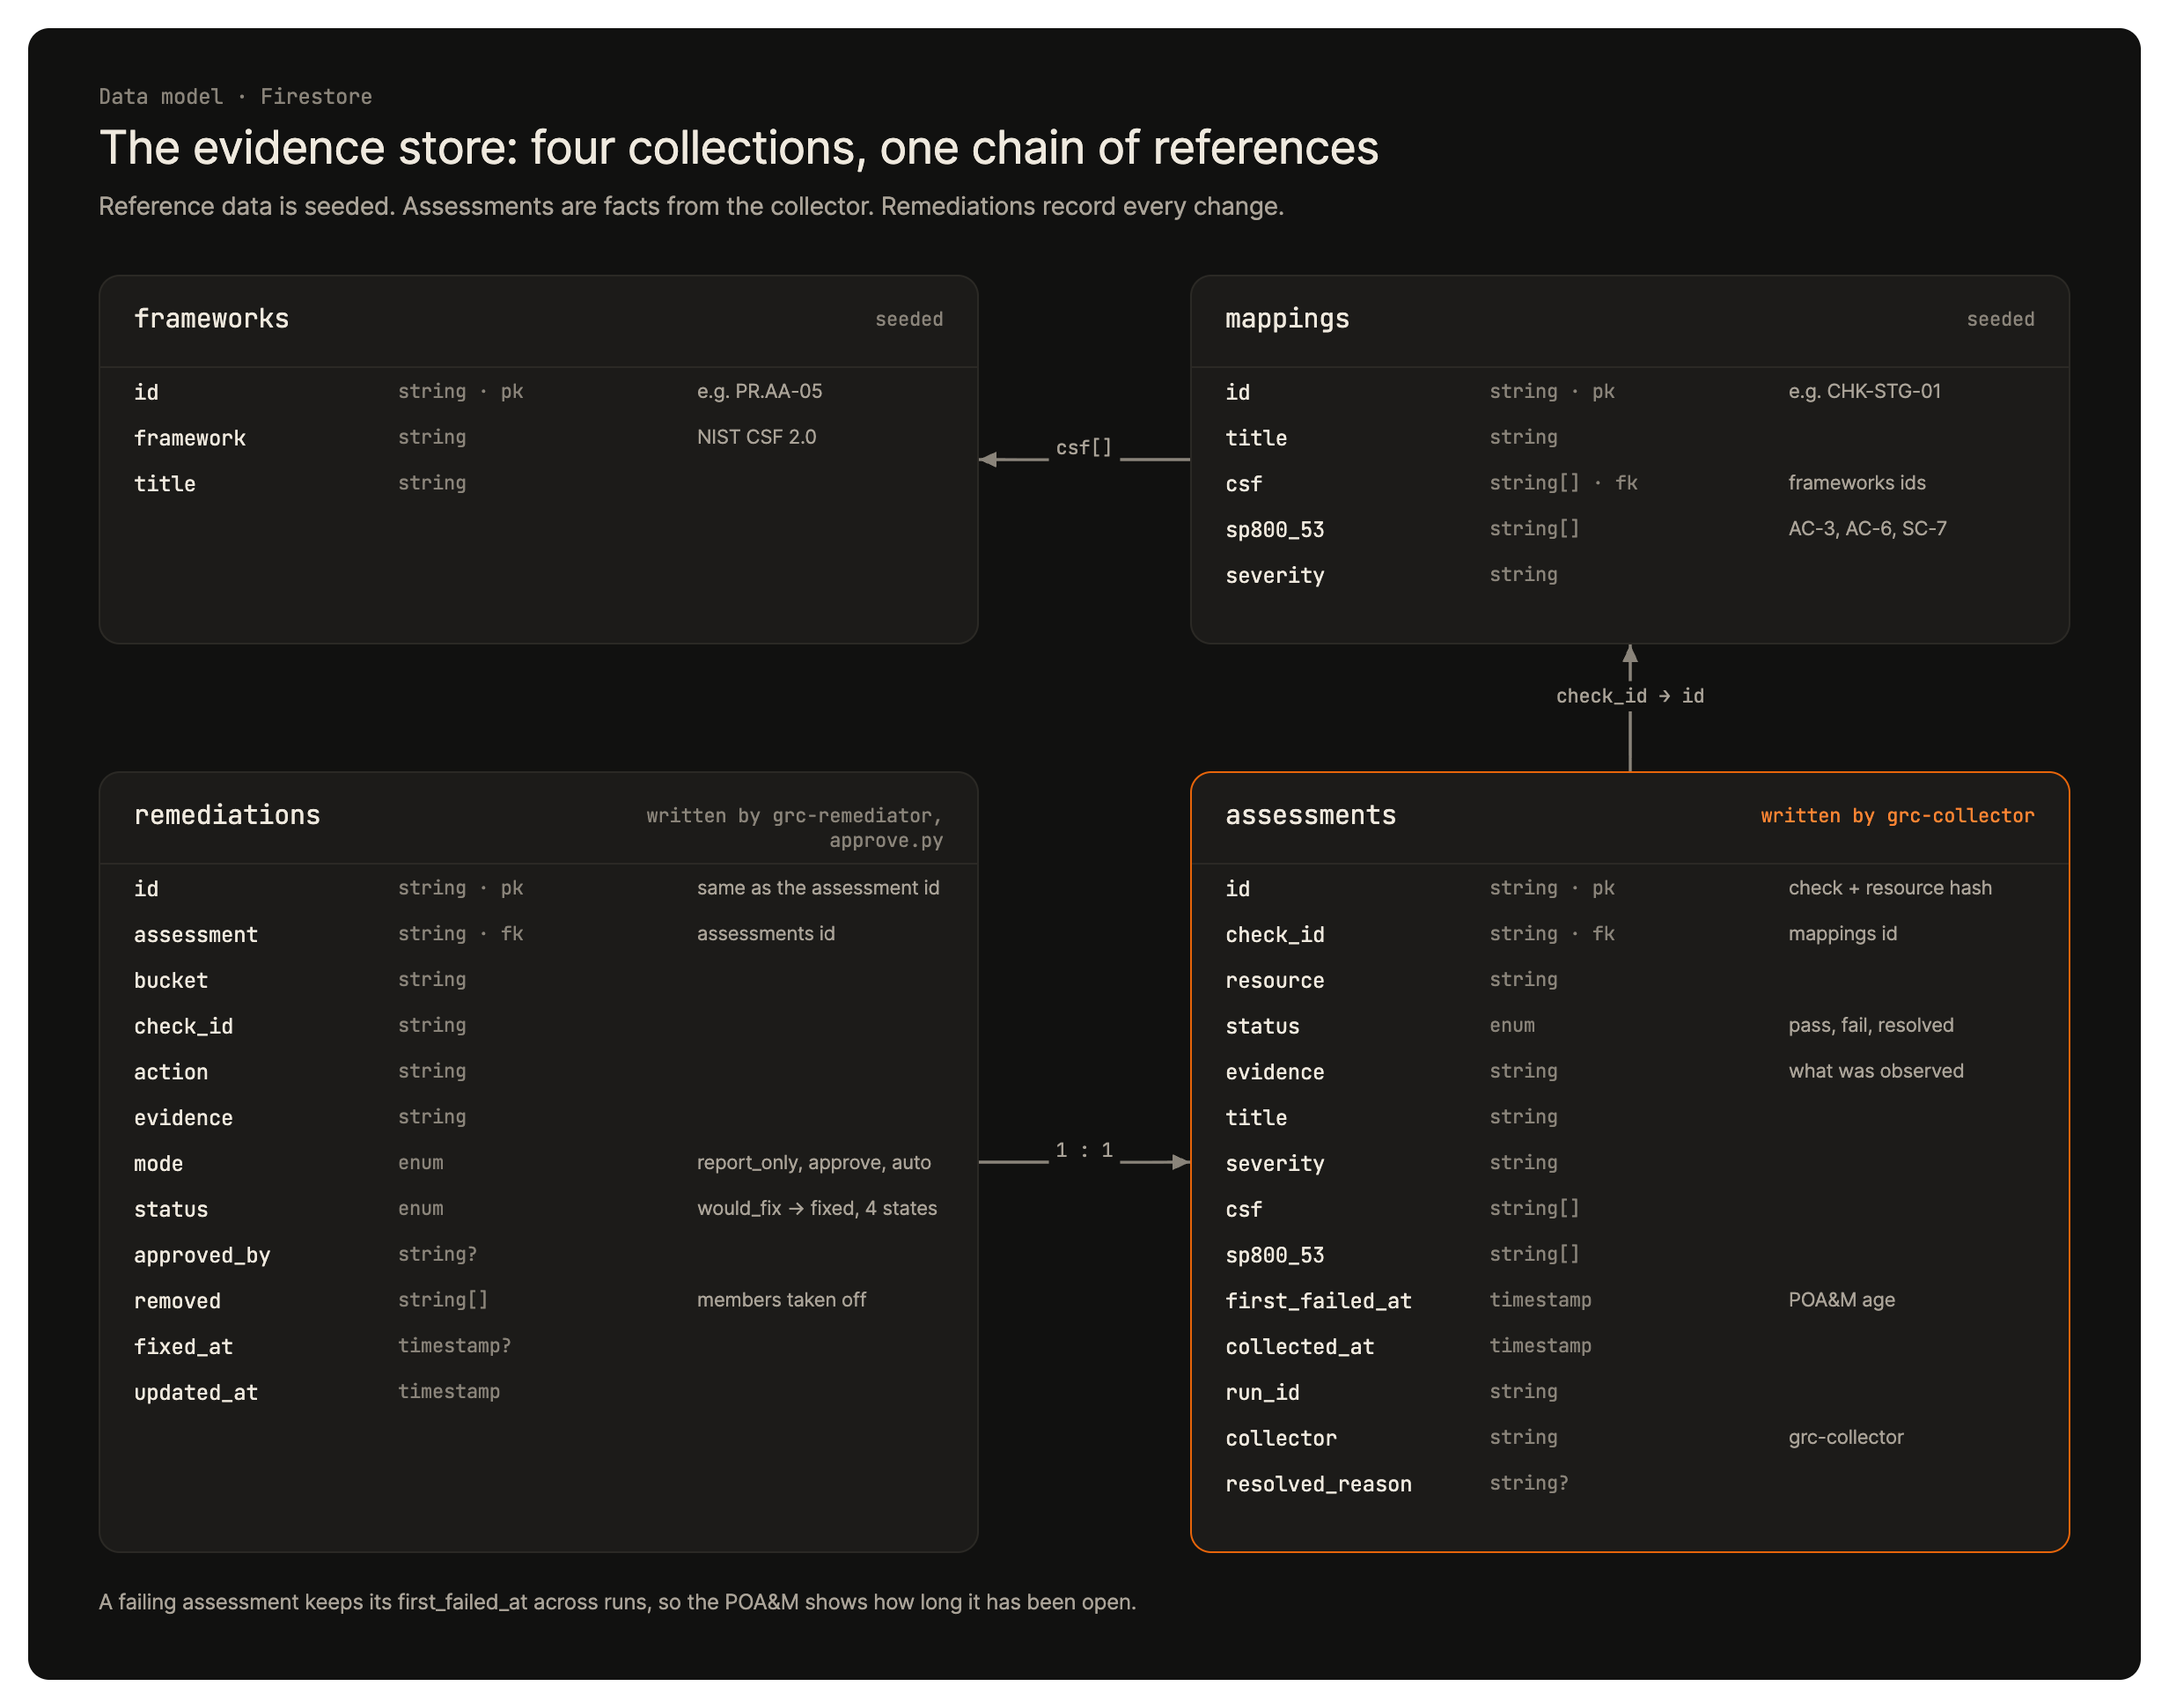 Data model · Firestore
The evidence store: four collections, one chain of references
Reference data is seeded. Assessments are facts from the collector. Remediations record every change.
frameworks seeded
id string · pk e.g. PR.AA-05
framework string NIST CSF 2.0
title string
csf[]
mappings seeded
id string · pk e.g. CHK-STG-01
title string
csf string[] · fk frameworks ids
sp800_53 string[] AC-3, AC-6, SC-7
severity string
check_id → id
remediations written by grc-remediator,
approve.py
id string · pk same as the assessment id
assessment string · fk assessments id
bucket string
check_id string
action string
evidence string
mode enum report_only, approve, auto
status enum would_fix → fixed, 4 states
approved_by string?
removed string[] members taken off
fixed_at timestamp?
updated_at timestamp
1 : 1
assessments written by grc-collector
id string · pk check + resource hash
check_id string · fk mappings id
resource string
status enum pass, fail, resolved
evidence string what was observed
title string
severity string
csf string[]
sp800_53 string[]
first_failed_at timestamp POA&M age
collected_at timestamp
run_id string
collector string grc-collector
resolved_reason string?
A failing assessment keeps its first_failed_at across runs, so the POA&M shows how long it has been open.